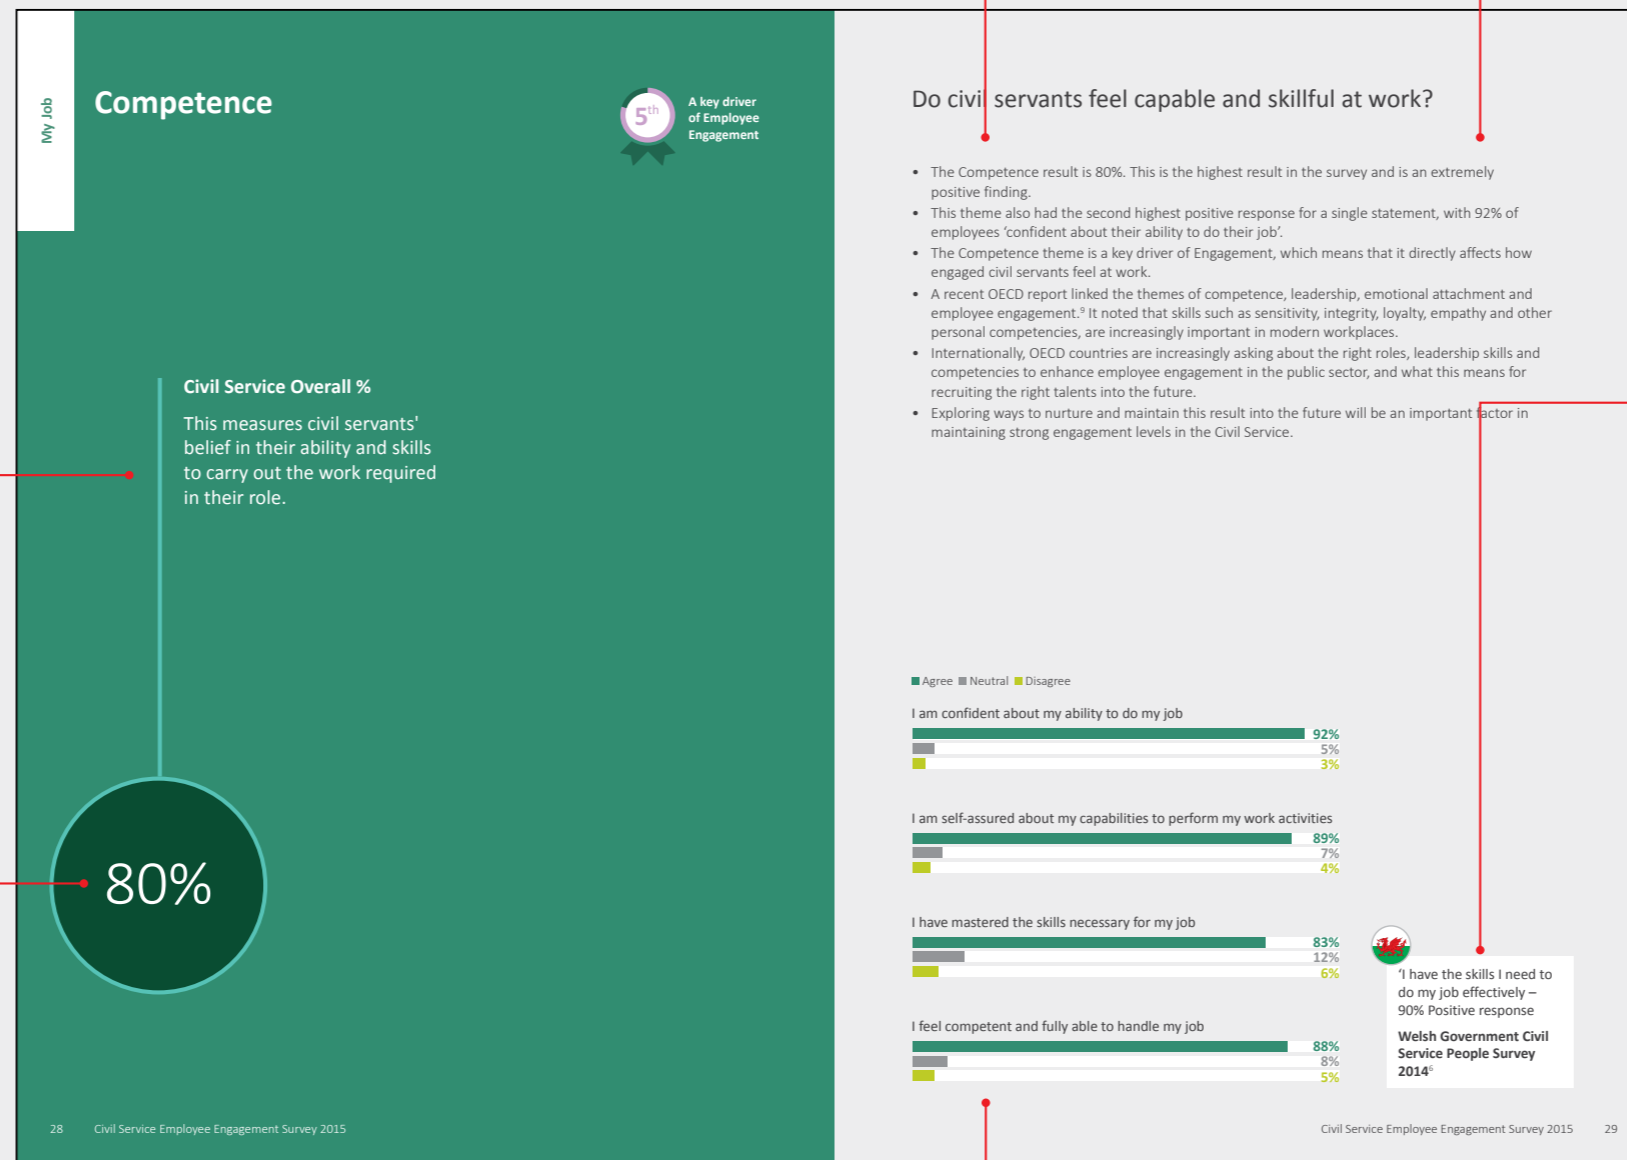 My Job
Competence
5th
A key driver
of Employee
Engagement
Civil Service Overall %
This measures civil servants'
belief in their ability and skills
to carry out the work required
in their role.
80%
28 Civil Service Employee Engagement Survey 2015
Do civil servants feel capable and skillful at work?
• The Competence result is 80%. This is the highest result in the survey and is an extremely
positive finding.
• This theme also had the second highest positive response for a single statement, with 92% of
employees ‘confident about their ability to do their job’.
• The Competence theme is a key driver of Engagement, which means that it directly affects how
engaged civil servants feel at work.
• A recent OECD report linked the themes of competence, leadership, emotional attachment and
employee engagement.⁹ It noted that skills such as sensitivity, integrity, loyalty, empathy and other
personal competencies, are increasingly important in modern workplaces.
• Internationally, OECD countries are increasingly asking about the right roles, leadership skills and
competencies to enhance employee engagement in the public sector, and what this means for
recruiting the right talents into the future.
• Exploring ways to nurture and maintain this result into the future will be an important factor in
maintaining strong engagement levels in the Civil Service.
Agree Neutral Disagree
I am confident about my ability to do my job
92%
5%
3%
I am self-assured about my capabilities to perform my work activities
89%
7%
4%
I have mastered the skills necessary for my job
83%
12%
6%
I feel competent and fully able to handle my job
88%
8%
5%
‘I have the skills I need to
do my job effectively –
90% Positive response
Welsh Government Civil
Service People Survey
2014⁶
Civil Service Employee Engagement Survey 2015 29